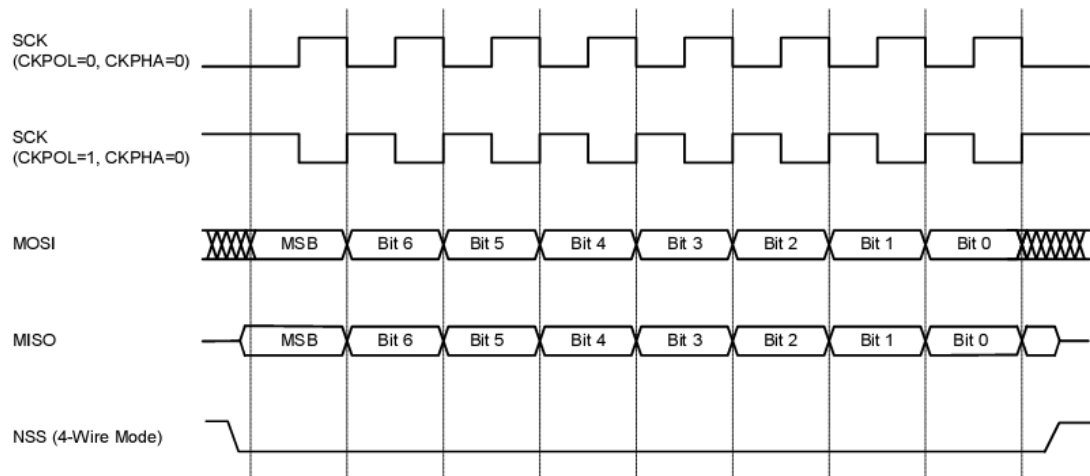 SCK
(CKPOL=0, CKPHA=0)
SCK
(CKPOL=1, CKPHA=0)
MOSI
MSB Bit 6 Bit 5 Bit 4 Bit 3 Bit 2 Bit 1 Bit 0
MISO
MSB Bit 6 Bit 5 Bit 4 Bit 3 Bit 2 Bit 1 Bit 0
NSS (4-Wire Mode)